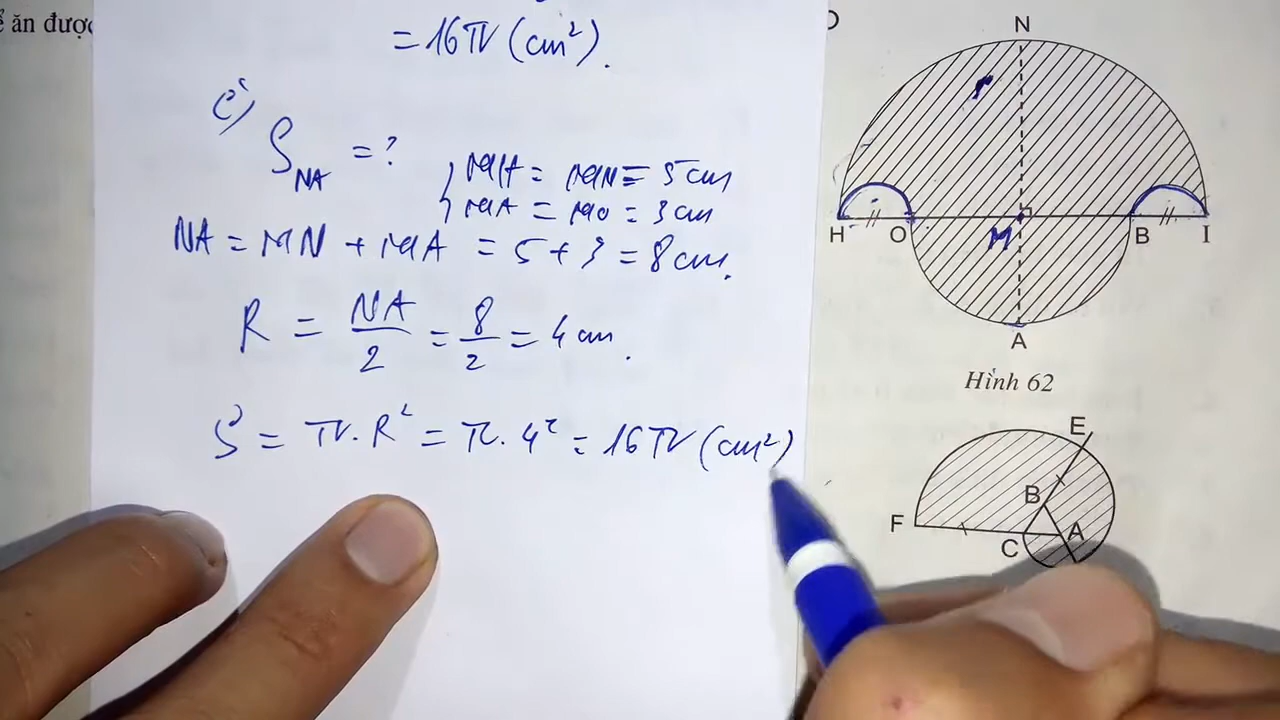 ể ăn được
= 16π (cm²).
c)
S_NA = ?
MH = MN = 5 cm
MA = MO = 3 cm
NA = MN + MA = 5 + 3 = 8 cm.
R = NA/2 = 8/2 = 4 cm.
S = π.R² = π.4² = 16π (cm²)
N
H O M B I
A
Hình 62
E
B
F
C A